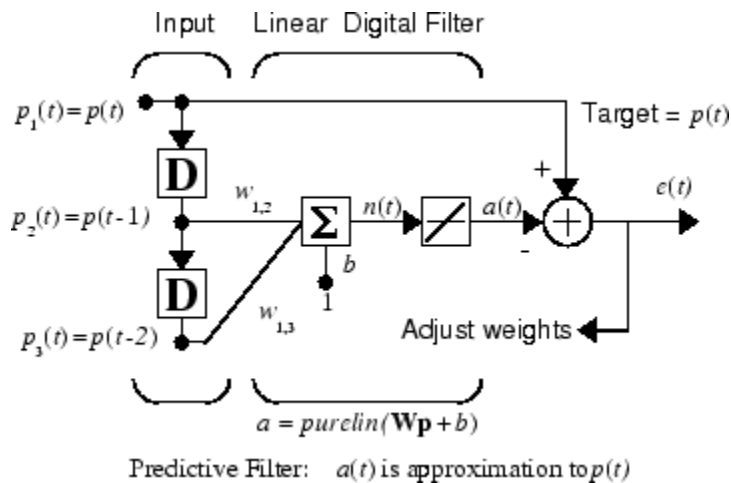 Input Linear Digital Filter
p1(t)=p(t)
Target = p(t)
D
+
e(t)
w1,2
n(t)
a(t)
p2(t)=p(t-1)
Σ
+
-
b
D
1
w1,3
p3(t)=p(t-2)
Adjust weights
a = purelin(Wp + b)
Predictive Filter: a(t) is approximation to p(t)